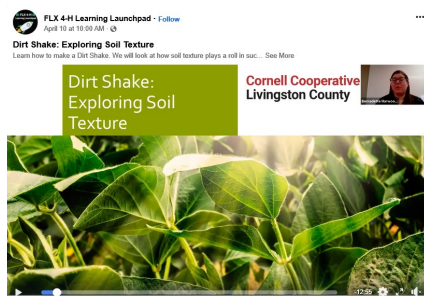 FLX 4-H Learning Launchpad · Follow
April 10 at 10:00 AM ·
Dirt Shake: Exploring Soil Texture
Learn how to make a Dirt Shake. We will look at how soil texture plays a roll in suc... See More
Dirt Shake:
Exploring Soil
Texture
Cornell Cooperative
Livingston County
-12:55